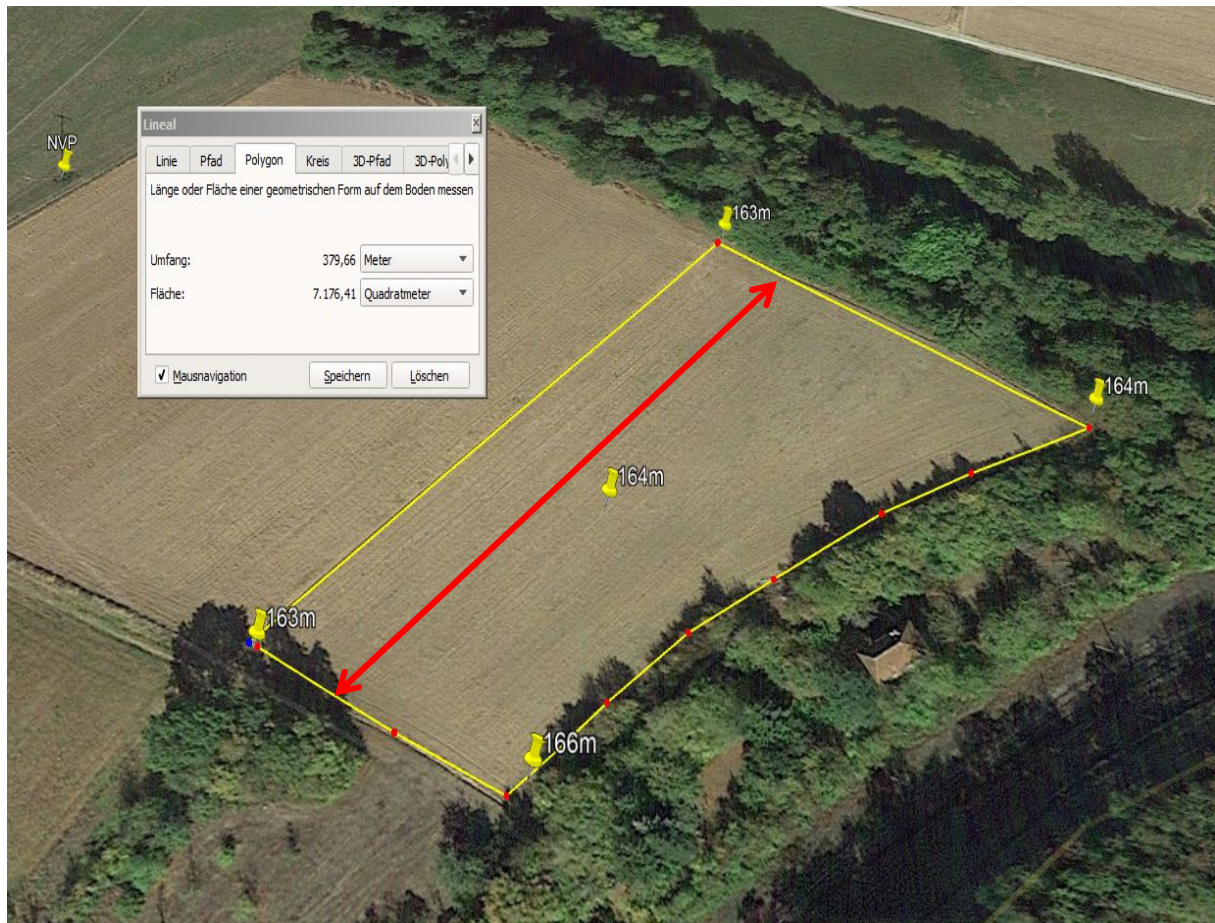 NVP
Lineal
Linie Pfad Polygon Kreis 3D-Pfad 3D-Poly
Länge oder Fläche einer geometrischen Form auf dem Boden messen
Umfang: 379,66 Meter
Fläche: 7.176,41 Quadratmeter
Mausnavigation Speichern Löschen
163m
164m
164m
163m
166m